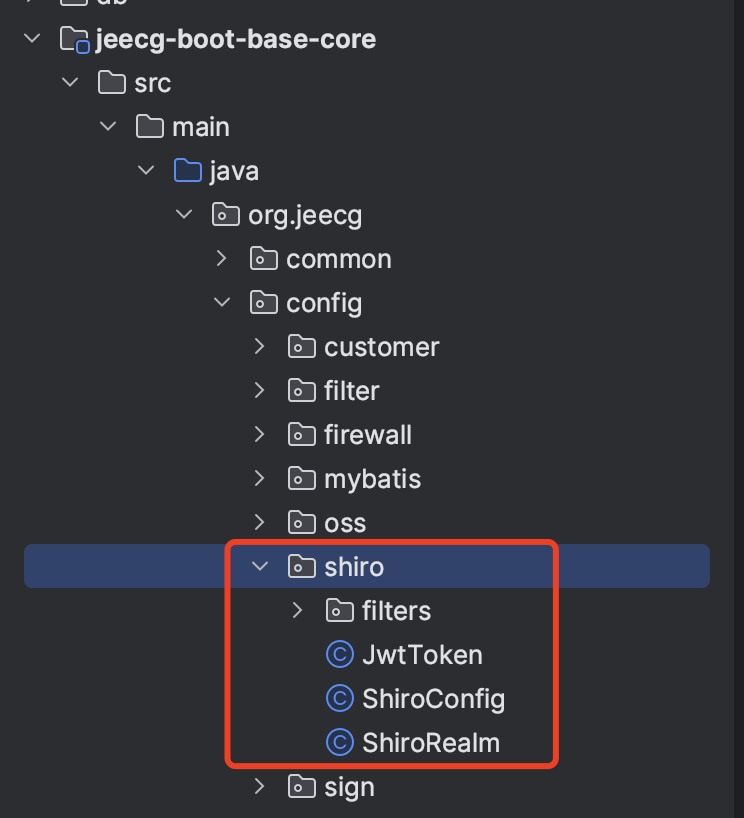 db
jeecg-boot-base-core
src
main
java
org.jeecg
common
config
customer
filter
firewall
mybatis
oss
shiro
filters
JwtToken
ShiroConfig
ShiroRealm
sign